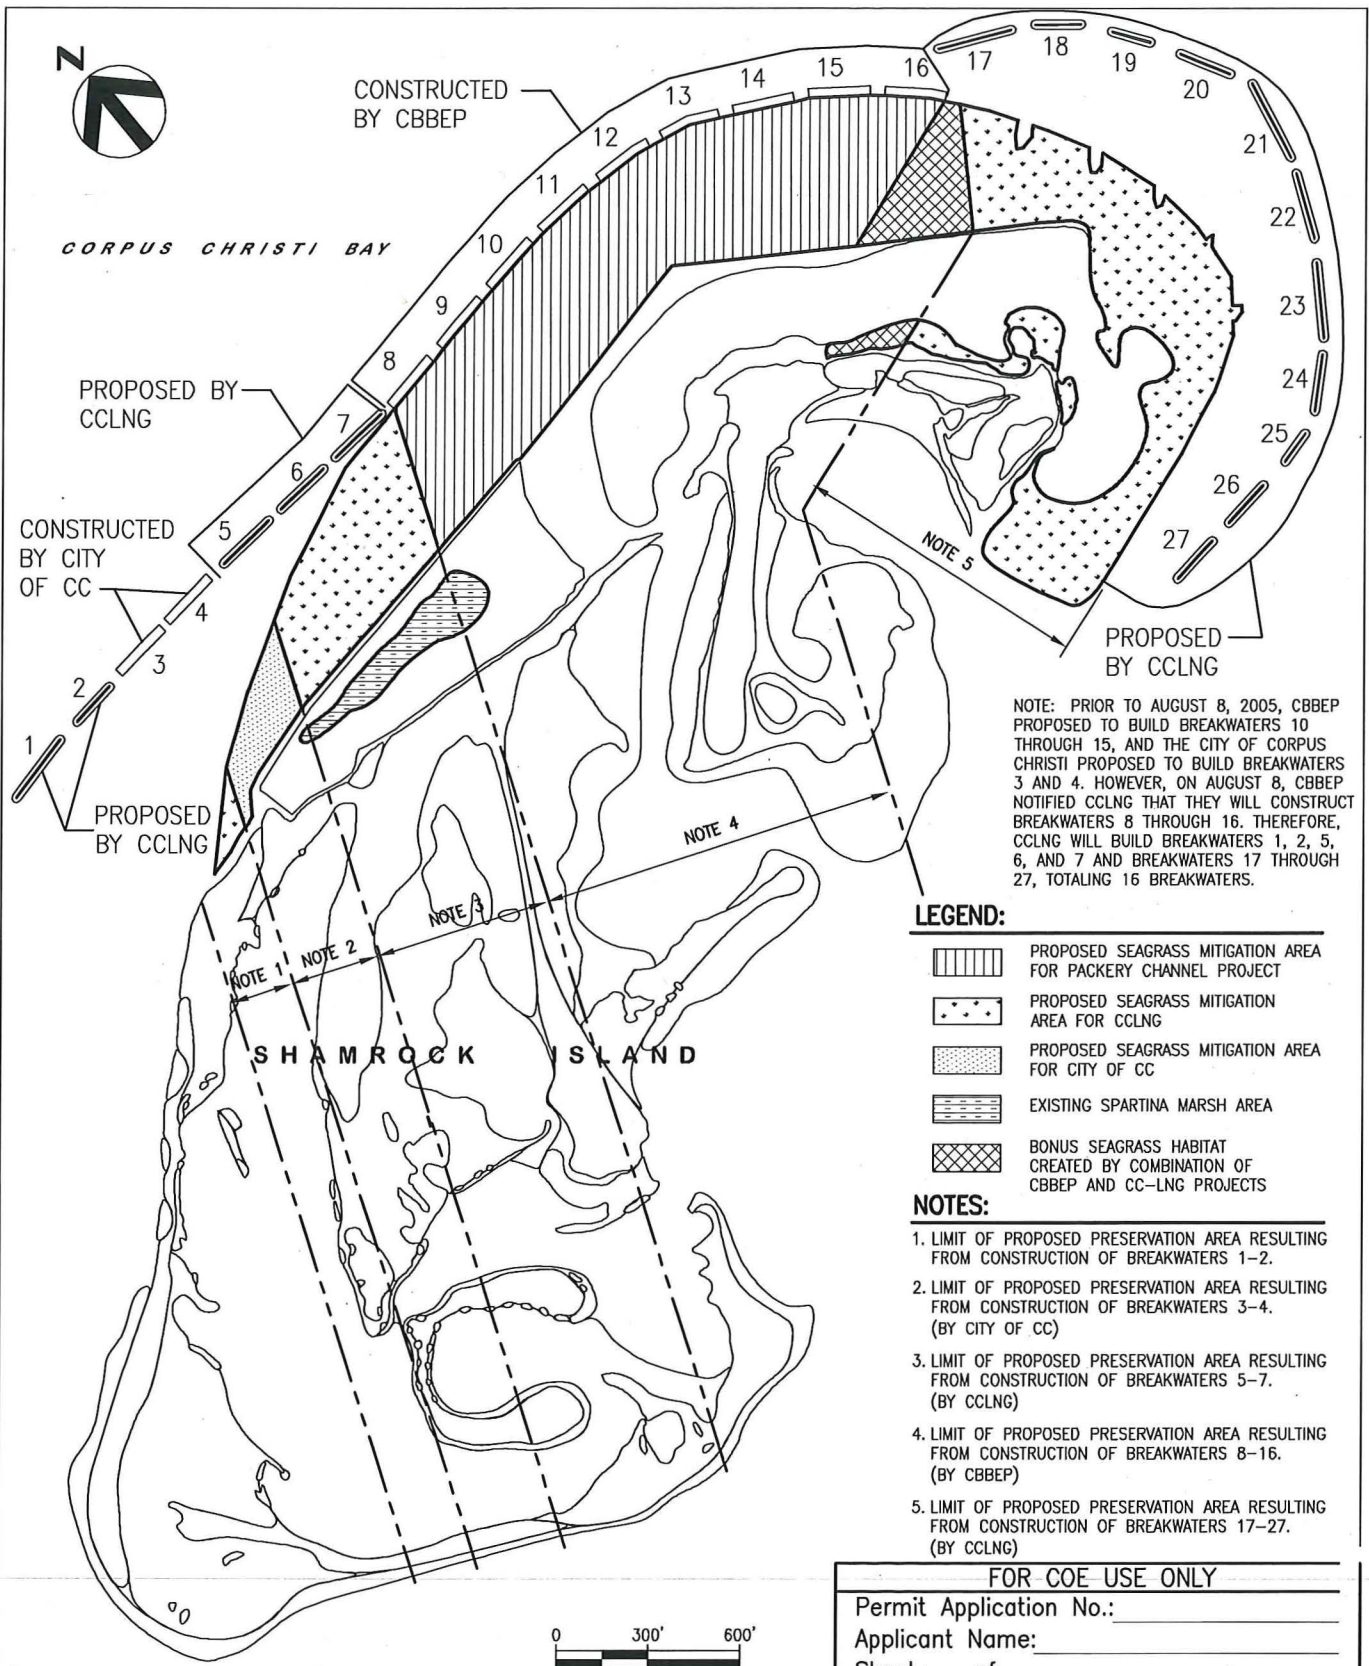 N
CONSTRUCTED
BY CBBEP
CORPUS CHRISTI BAY
PROPOSED BY
CCLNG
CONSTRUCTED
BY CITY
OF CC
PROPOSED
BY CCLNG
1
2
3
4
5
6
7
8
9
10
11
12
13
14
15
16
17
18
19
20
21
22
23
24
25
26
27
NOTE 5
PROPOSED
BY CCLNG
NOTE 4
NOTE 3
NOTE 2
NOTE 1
SHAMROCK ISLAND
NOTE: PRIOR TO AUGUST 8, 2005, CBBEP
PROPOSED TO BUILD BREAKWATERS 10
THROUGH 15, AND THE CITY OF CORPUS
CHRISTI PROPOSED TO BUILD BREAKWATERS
3 AND 4. HOWEVER, ON AUGUST 8, CBBEP
NOTIFIED CCLNG THAT THEY WILL CONSTRUCT
BREAKWATERS 8 THROUGH 16. THEREFORE,
CCLNG WILL BUILD BREAKWATERS 1, 2, 5,
6, AND 7 AND BREAKWATERS 17 THROUGH
27, TOTALING 16 BREAKWATERS.
LEGEND:
PROPOSED SEAGRASS MITIGATION AREA
FOR PACKERY CHANNEL PROJECT
PROPOSED SEAGRASS MITIGATION
AREA FOR CCLNG
PROPOSED SEAGRASS MITIGATION AREA
FOR CITY OF CC
EXISTING SPARTINA MARSH AREA
BONUS SEAGRASS HABITAT
CREATED BY COMBINATION OF
CBBEP AND CC-LNG PROJECTS
NOTES:
1. LIMIT OF PROPOSED PRESERVATION AREA RESULTING
FROM CONSTRUCTION OF BREAKWATERS 1-2.
2. LIMIT OF PROPOSED PRESERVATION AREA RESULTING
FROM CONSTRUCTION OF BREAKWATERS 3-4.
(BY CITY OF CC)
3. LIMIT OF PROPOSED PRESERVATION AREA RESULTING
FROM CONSTRUCTION OF BREAKWATERS 5-7.
(BY CCLNG)
4. LIMIT OF PROPOSED PRESERVATION AREA RESULTING
FROM CONSTRUCTION OF BREAKWATERS 8-16.
(BY CBBEP)
5. LIMIT OF PROPOSED PRESERVATION AREA RESULTING
FROM CONSTRUCTION OF BREAKWATERS 17-27.
(BY CCLNG)
FOR COE USE ONLY
Permit Application No.:
Applicant Name:
0 300' 600'